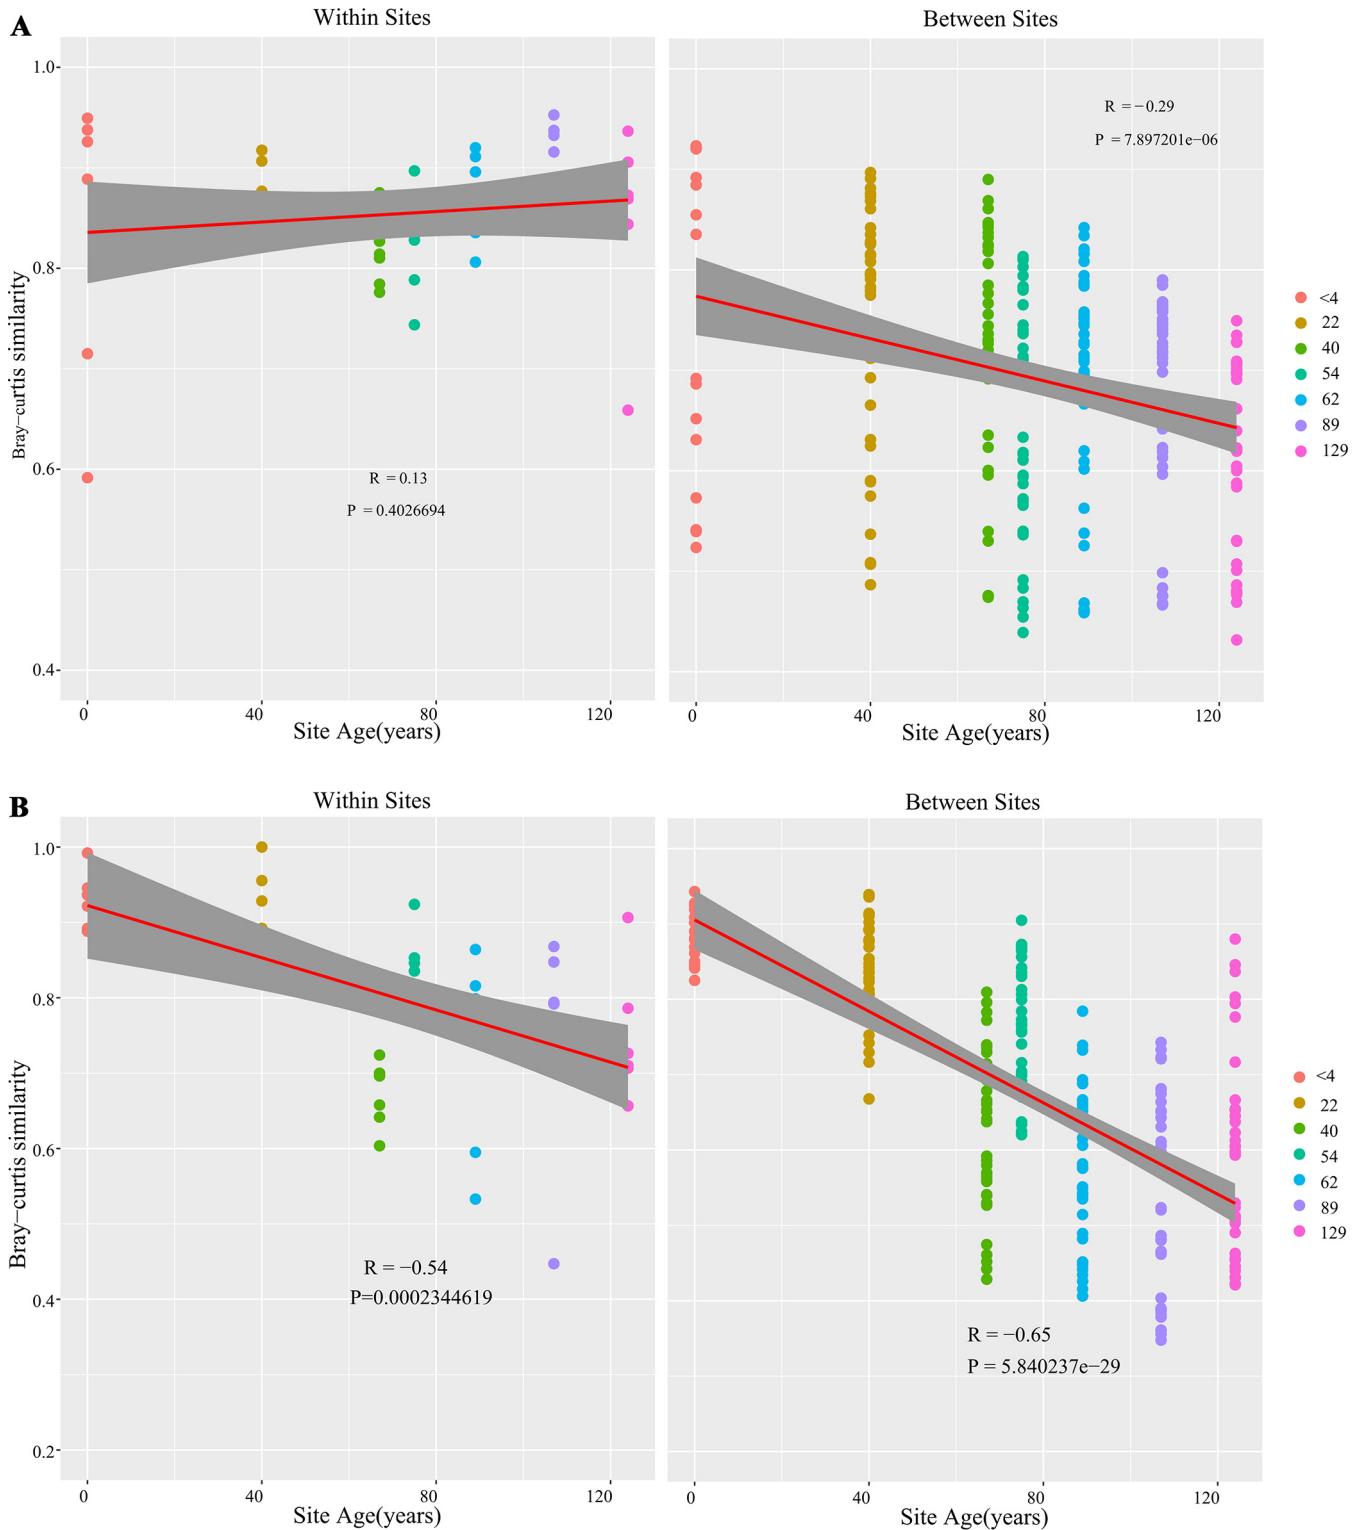 A
Within Sites
Between Sites
1.0
0.8
0.6
0.4
Bray−curtis similarity
R = 0.13
P = 0.4026694
R = −0.29
P = 7.897201e−06
0 40 80 120
Site Age(years)
0 40 80 120
Site Age(years)
<4
22
40
54
62
89
129
B
Within Sites
Between Sites
1.0
0.8
0.6
0.4
0.2
Bray−curtis similarity
R = −0.54
P=0.0002344619
R = −0.65
P = 5.840237e−29
0 40 80 120
Site Age(years)
0 40 80 120
Site Age(years)
<4
22
40
54
62
89
129